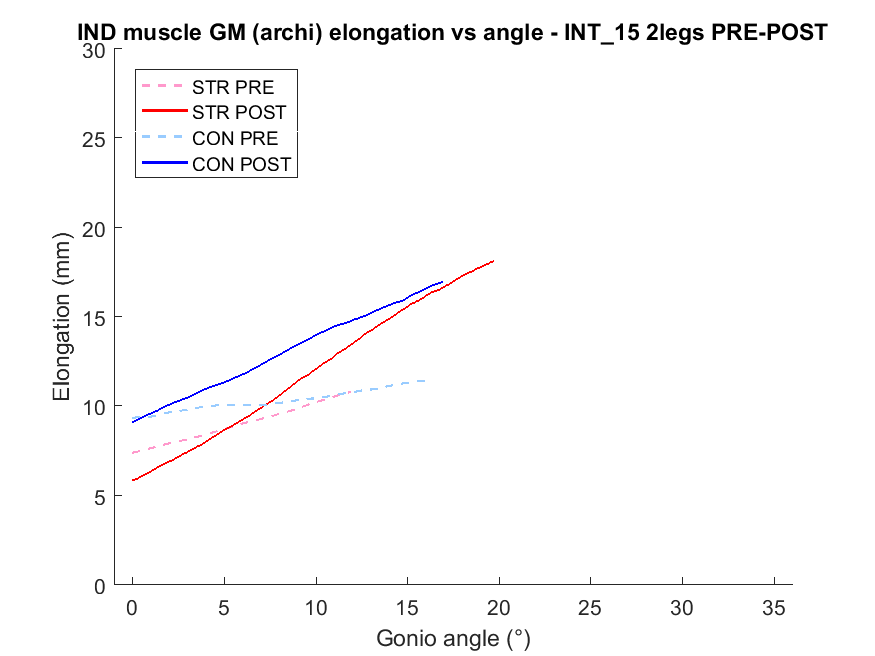 IND muscle GM (archi) elongation vs angle - INT_15 2legs PRE-POST
30
25
20
15
10
5
0
Elongation (mm)
STR PRE
STR POST
CON PRE
CON POST
0 5 10 15 20 25 30 35
Gonio angle (°)